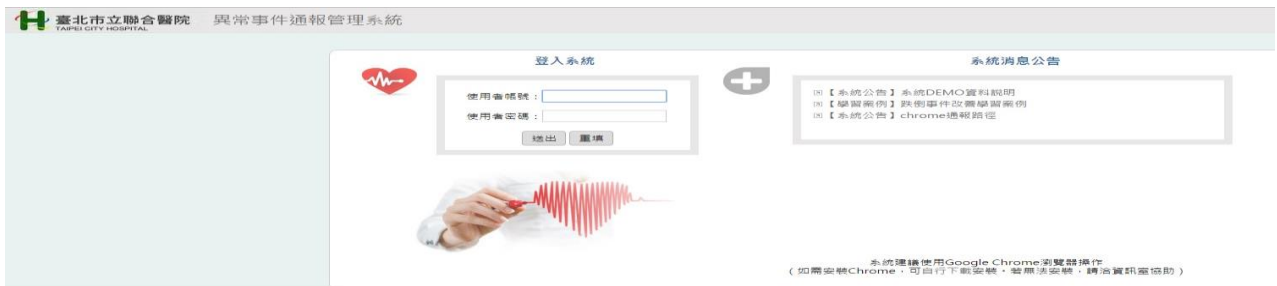 臺北市立聯合醫院 異常事件通報管理系統
TAIPEI CITY HOSPITAL
登入系統
使用者帳號：
使用者密碼：
送出 重填
系統消息公告
【系統公告】系統DEMO資料說明
【學習案例】跌倒事件改善學習案例
【系統公告】chrome通報路徑
系統建議使用Google Chrome瀏覽器操作
(如需安裝Chrome，可自行下載安裝，若無法安裝，請洽資訊室協助)